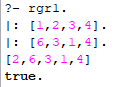 ?- rgrl.
|: [1,2,3,4].
|: [6,3,1,4].
[2,6,3,1,4]
true.